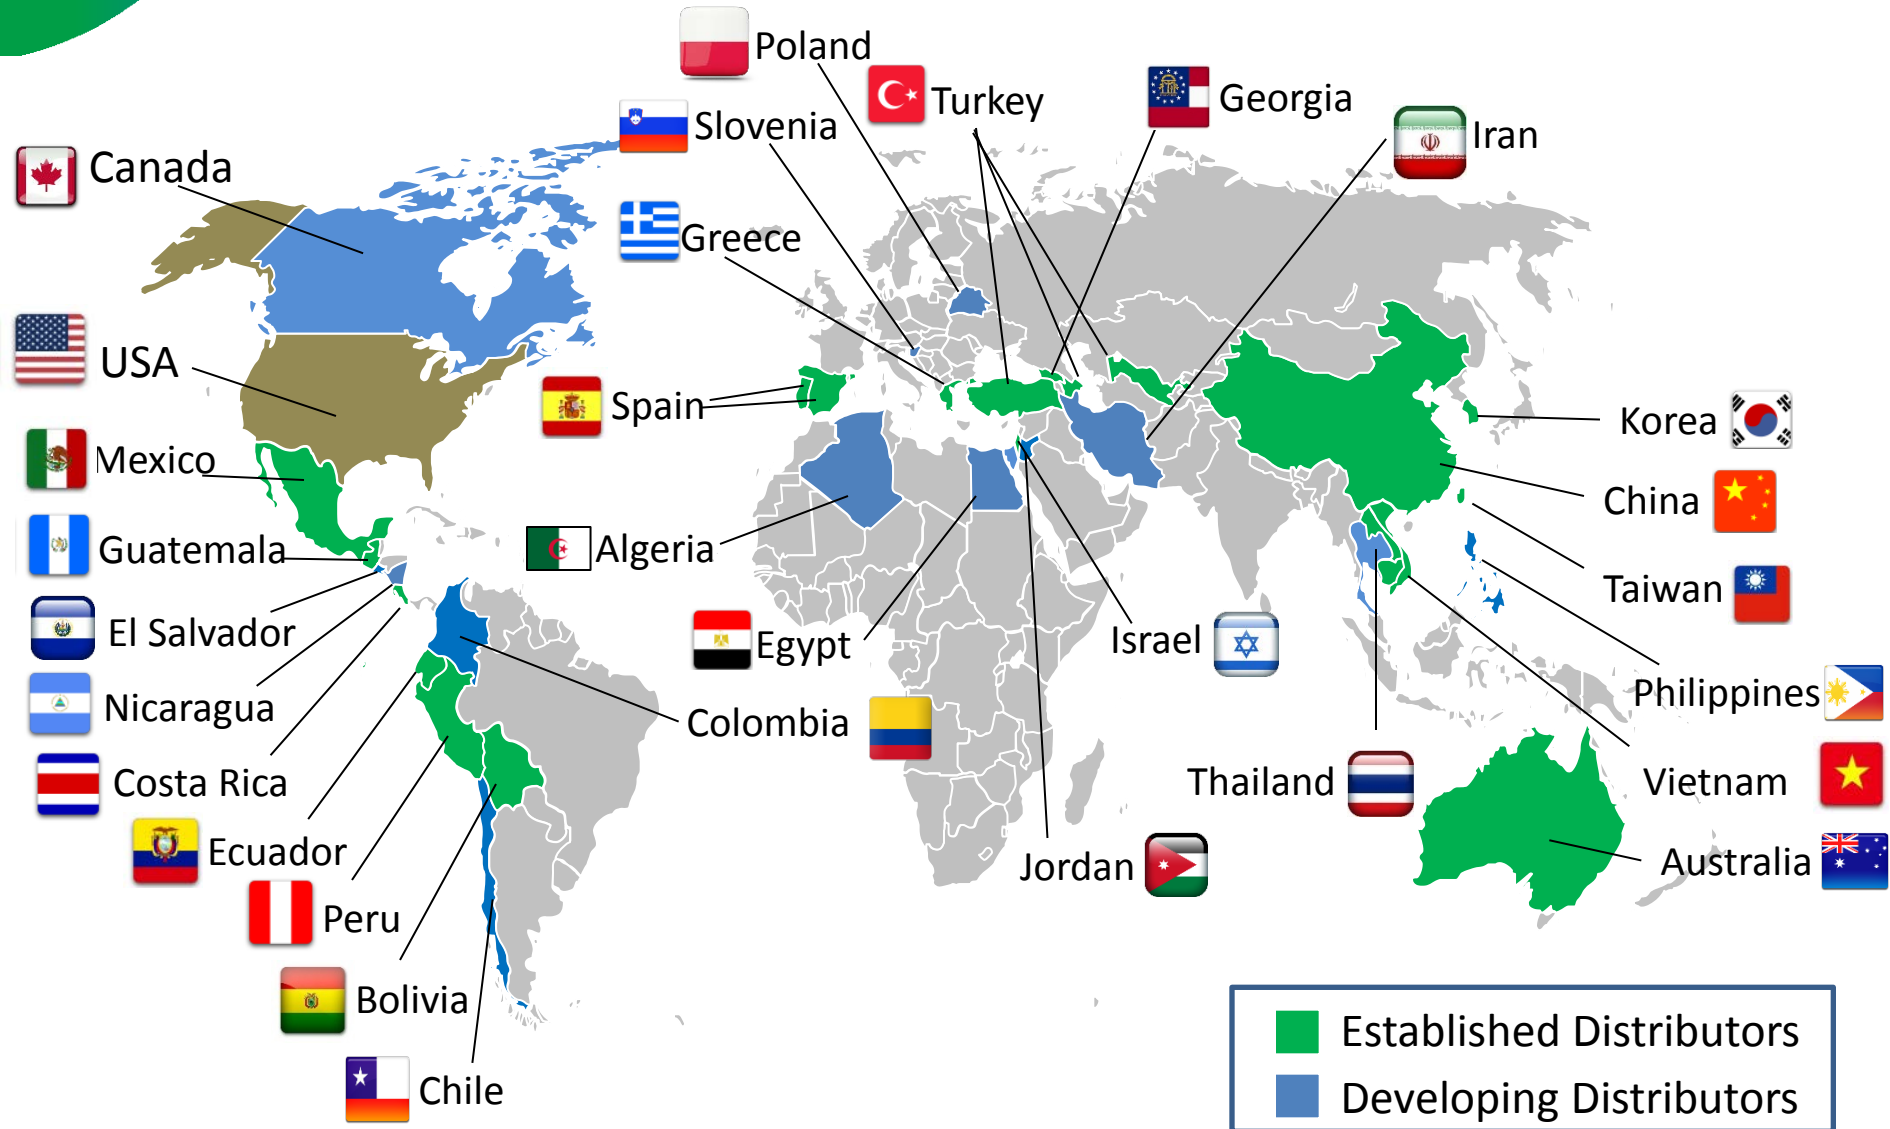 Poland
Turkey
Georgia
Slovenia
Iran
Canada
Greece
USA
Spain
Korea
Mexico
China
Guatemala
Algeria
Taiwan
El Salvador
Egypt
Israel
Philippines
Nicaragua
Colombia
Costa Rica
Thailand
Vietnam
Ecuador
Jordan
Australia
Peru
Bolivia
Chile
Established Distributors
Developing Distributors